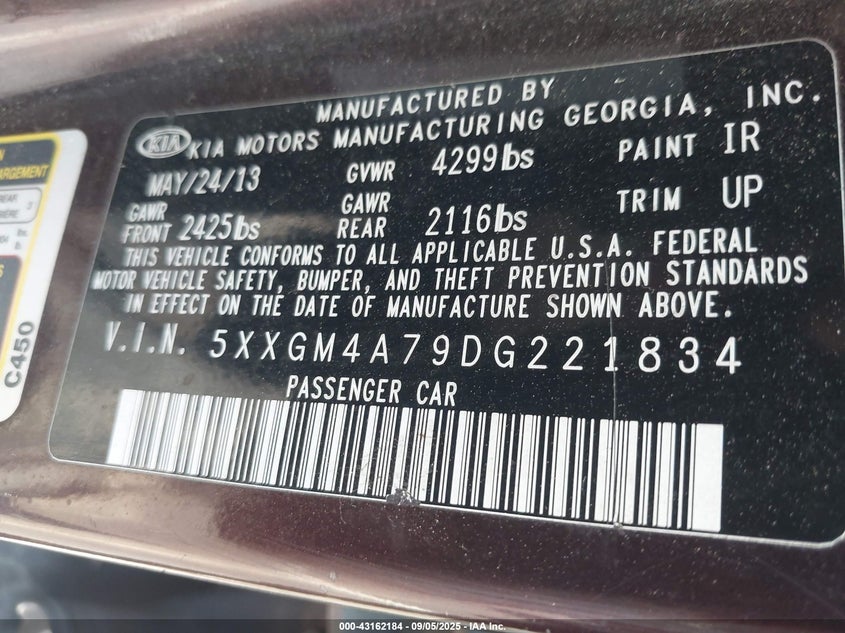 MANUFACTURED BY
KIA KIA MOTORS MANUFACTURING GEORGIA, INC.
MAY/24/13 GVWR 4299lbs PAINT IR
GAWR FRONT 2425lbs GAWR REAR 2116lbs TRIM UP
THIS VEHICLE CONFORMS TO ALL APPLICABLE U.S.A. FEDERAL
MOTOR VEHICLE SAFETY, BUMPER, AND THEFT PREVENTION STANDARDS
IN EFFECT ON THE DATE OF MANUFACTURE SHOWN ABOVE.
V.I.N. 5XXGM4A79DG221834
PASSENGER CAR
C450
000-43162184 - 09/05/2025 - IAA Inc.